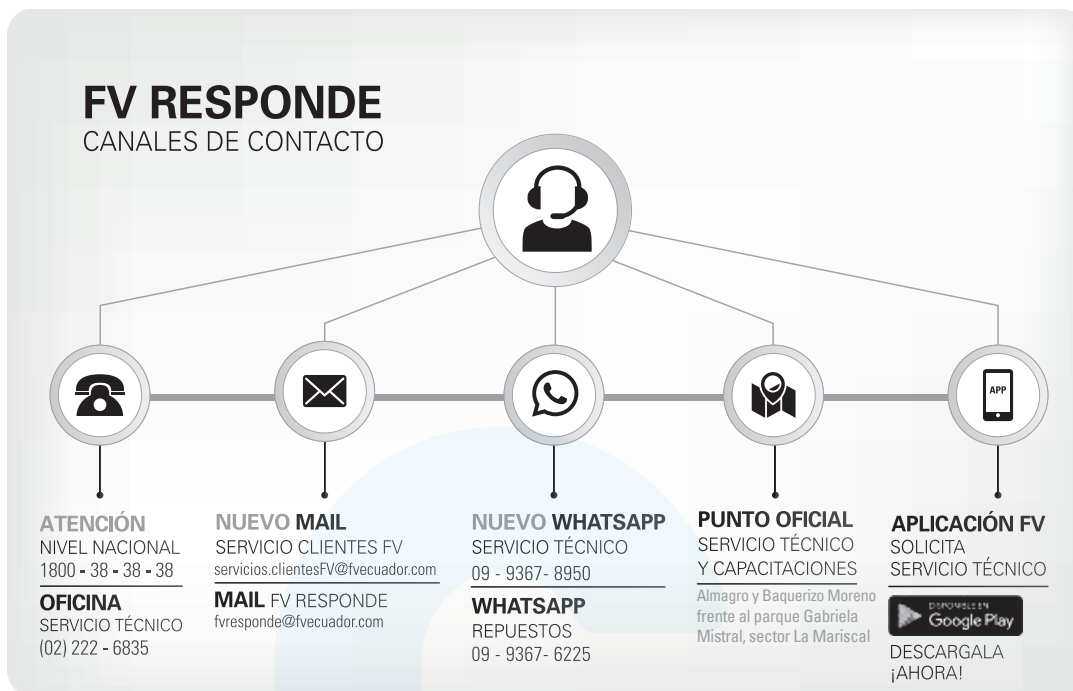 FV RESPONDE
CANALES DE CONTACTO
APP
ATENCIÓN
NIVEL NACIONAL
1800 - 38 - 38 - 38
OFICINA
SERVICIO TÉCNICO
(02) 222 - 6835
NUEVO MAIL
SERVICIO CLIENTES FV
servicios.clientesFV@fvecuador.com
MAIL FV RESPONDE
fvresponde@fvecuador.com
NUEVO WHATSAPP
SERVICIO TÉCNICO
09 - 9367- 8950
WHATSAPP
REPUESTOS
09 - 9367- 6225
PUNTO OFICIAL
SERVICIO TÉCNICO
Y CAPACITACIONES
Almagro y Baquerizo Moreno
frente al parque Gabriela
Mistral, sector La Mariscal
APLICACIÓN FV
SOLICITA
SERVICIO TÉCNICO
DISPONIBLE EN
Google Play
DESCARGALA
¡AHORA!